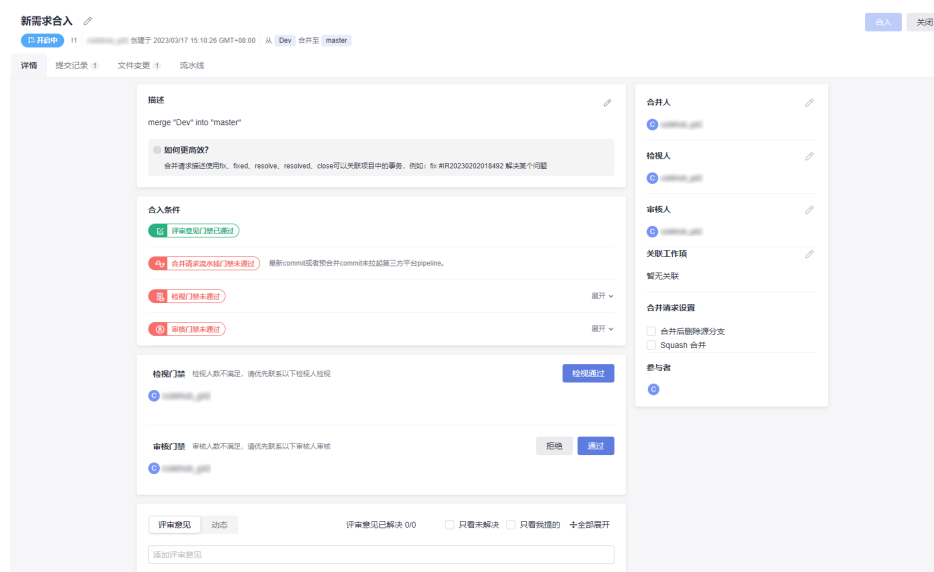 新需求合入
合入 关闭
开启中 !1 创建于 2023/03/17 15:10:26 GMT+08:00 从 Dev 合并至 master
详情 提交记录 1 文件变更 1 流水线
描述
merge "Dev" into "master"
如何更高效?
合并请求描述使用fix、fixed、resolve、resolved、close可以关联项目中的事务，例如：fix #IR20230202018492 解决某个问题
合入条件
评审意见门禁已通过
合并请求流水线门禁未通过 最新commit或者预合并commit未拉起第三方平台pipeline。
检视门禁未通过 展开
审核门禁未通过 展开
检视门禁 检视人数不满足，请优先联系以下检视人检视 检视通过
C
审核门禁 审核人数不满足，请优先联系以下审核人审核 拒绝 通过
C
评审意见 动态 评审意见已解决 0/0 只看未解决 只看我提的 全部展开
添加评审意见
合并人
C
检视人
C
审核人
C
关联工作项
暂无关联
合并请求设置
合并后删除源分支
Squash 合并
参与者
C